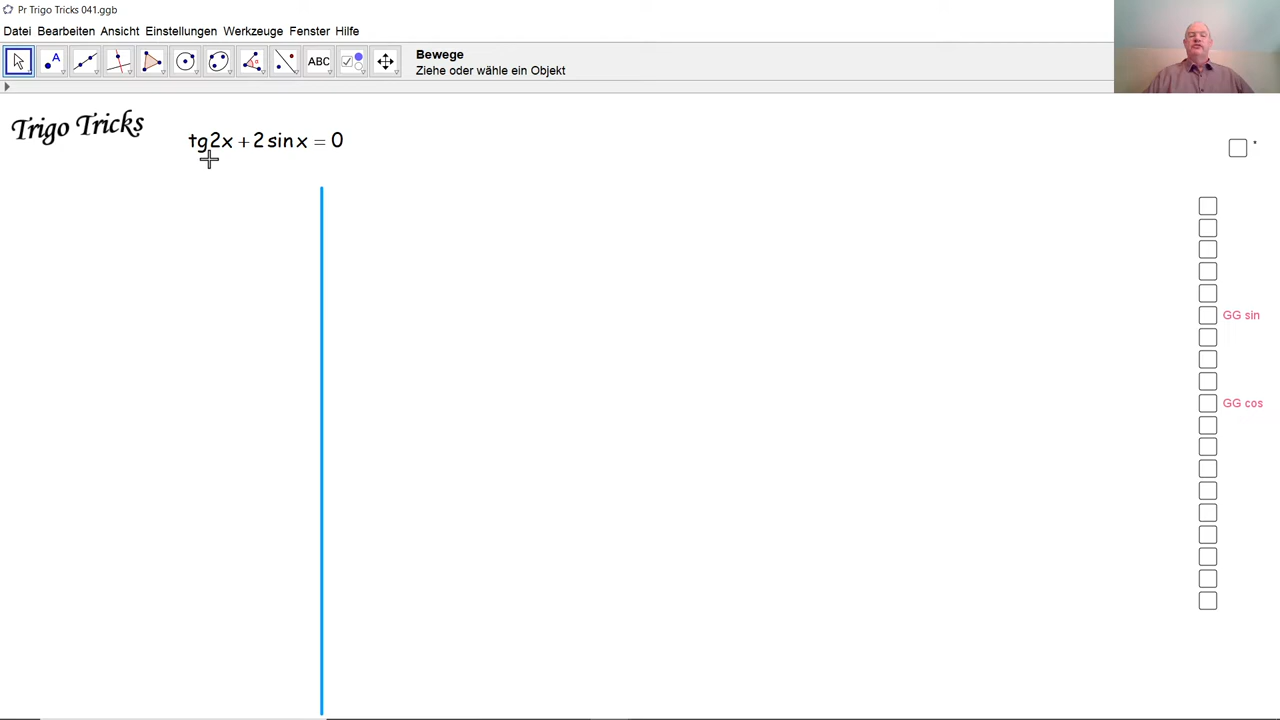 Pr Trigo Tricks 041.ggb
Datei Bearbeiten Ansicht Einstellungen Werkzeuge Fenster Hilfe
A
ABC
Bewege
Ziehe oder wähle ein Objekt
Trigo Tricks
tg2x + 2 sin x = 0
GG sin
GG cos